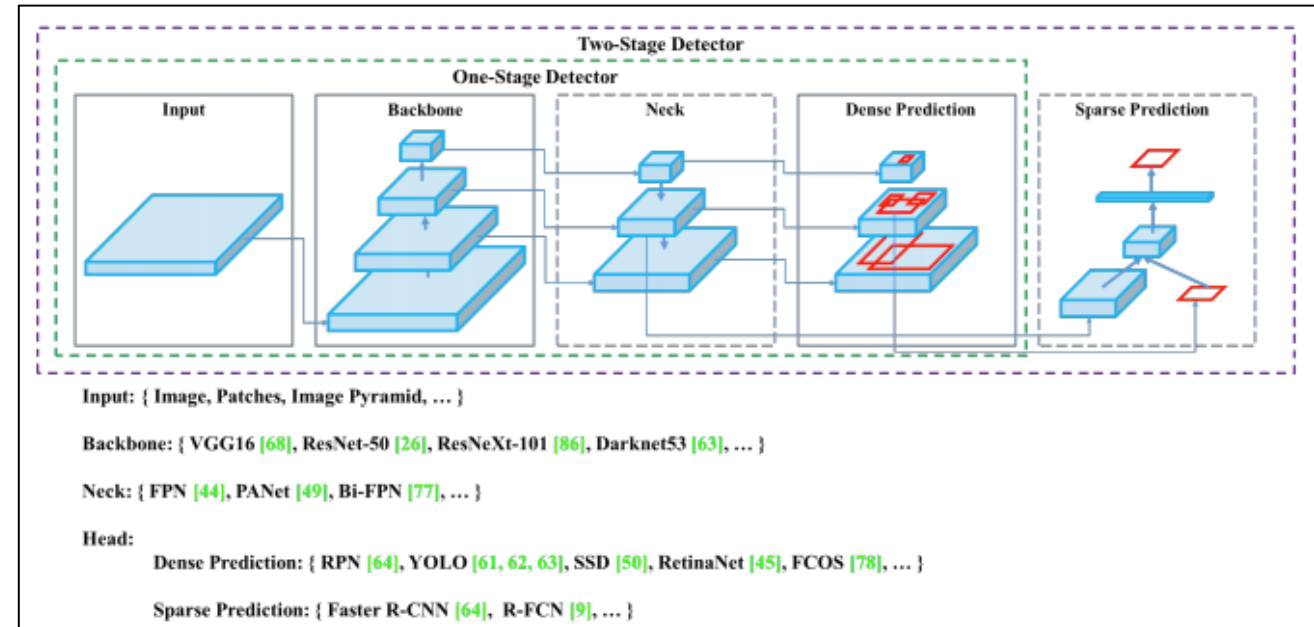 Two-Stage Detector
One-Stage Detector
Input
Backbone
Neck
Dense Prediction
Sparse Prediction
Input: { Image, Patches, Image Pyramid, … }
Backbone: { VGG16 [68], ResNet-50 [26], ResNeXt-101 [86], Darknet53 [63], … }
Neck: { FPN [44], PANet [49], Bi-FPN [77], … }
Head:
Dense Prediction: { RPN [64], YOLO [61, 62, 63], SSD [50], RetinaNet [45], FCOS [78], … }
Sparse Prediction: { Faster R-CNN [64], R-FCN [9], … }